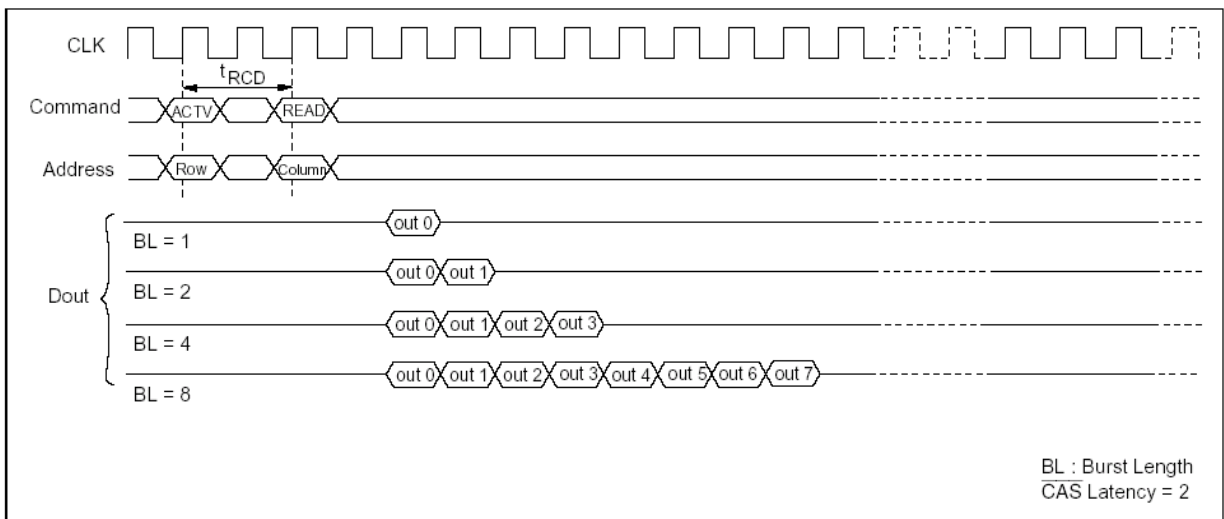 CLK
tRCD
Command ACTV READ
Address Row Column
out 0
BL = 1
out 0 out 1
Dout BL = 2
out 0 out 1 out 2 out 3
BL = 4
out 0 out 1 out 2 out 3 out 4 out 5 out 6 out 7
BL = 8
BL : Burst Length
CAS Latency = 2